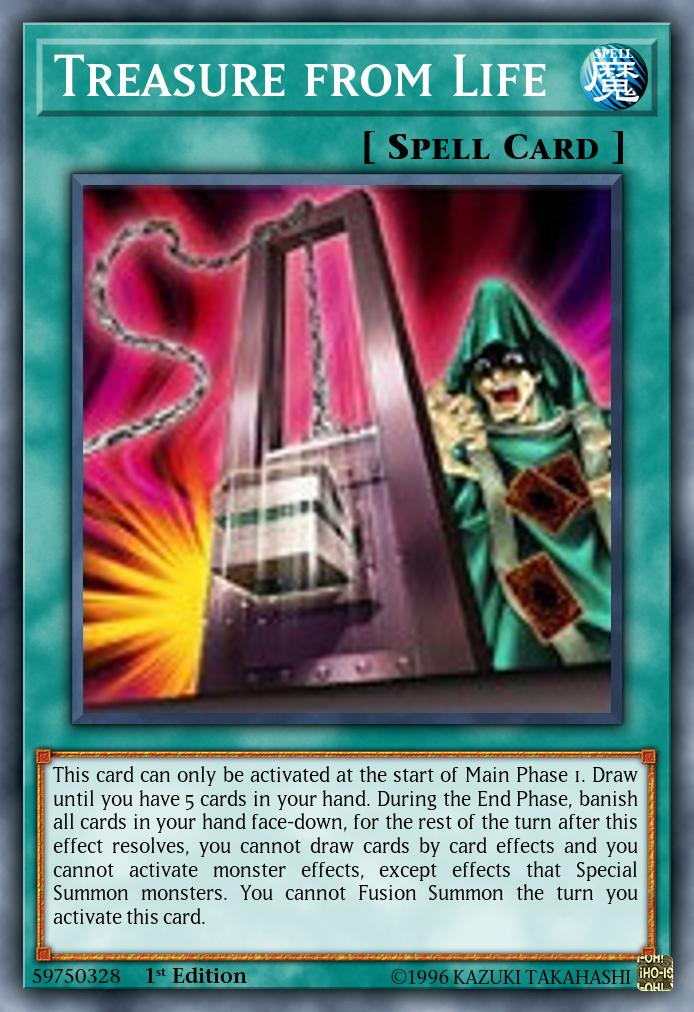 TREASURE FROM LIFE
SPELL
魔
[ SPELL CARD ]
This card can only be activated at the start of Main Phase 1. Draw
until you have 5 cards in your hand. During the End Phase, banish
all cards in your hand face-down, for the rest of the turn after this
effect resolves, you cannot draw cards by card effects and you
cannot activate monster effects, except effects that Special
Summon monsters. You cannot Fusion Summon the turn you
activate this card.
59750328 1st Edition ©1996 KAZUKI TAKAHASHI